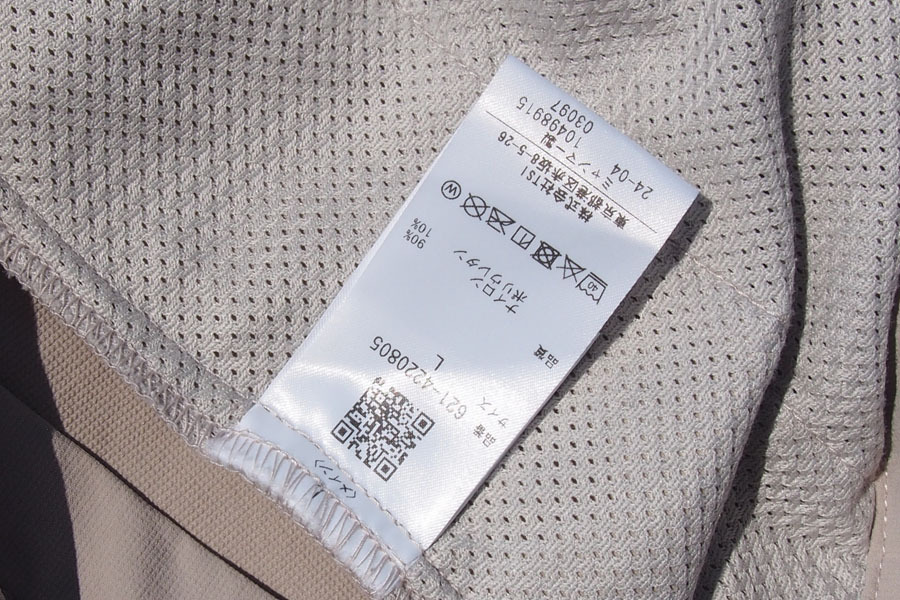 (メイン)
品番 621-4220805
サイズ L
品質
ナイロン 90%
ポリウレタン 10%
40
W
株式会社TSI
東京都港区赤坂8-5-26
ミャンマー製
24-04 10498915
03097